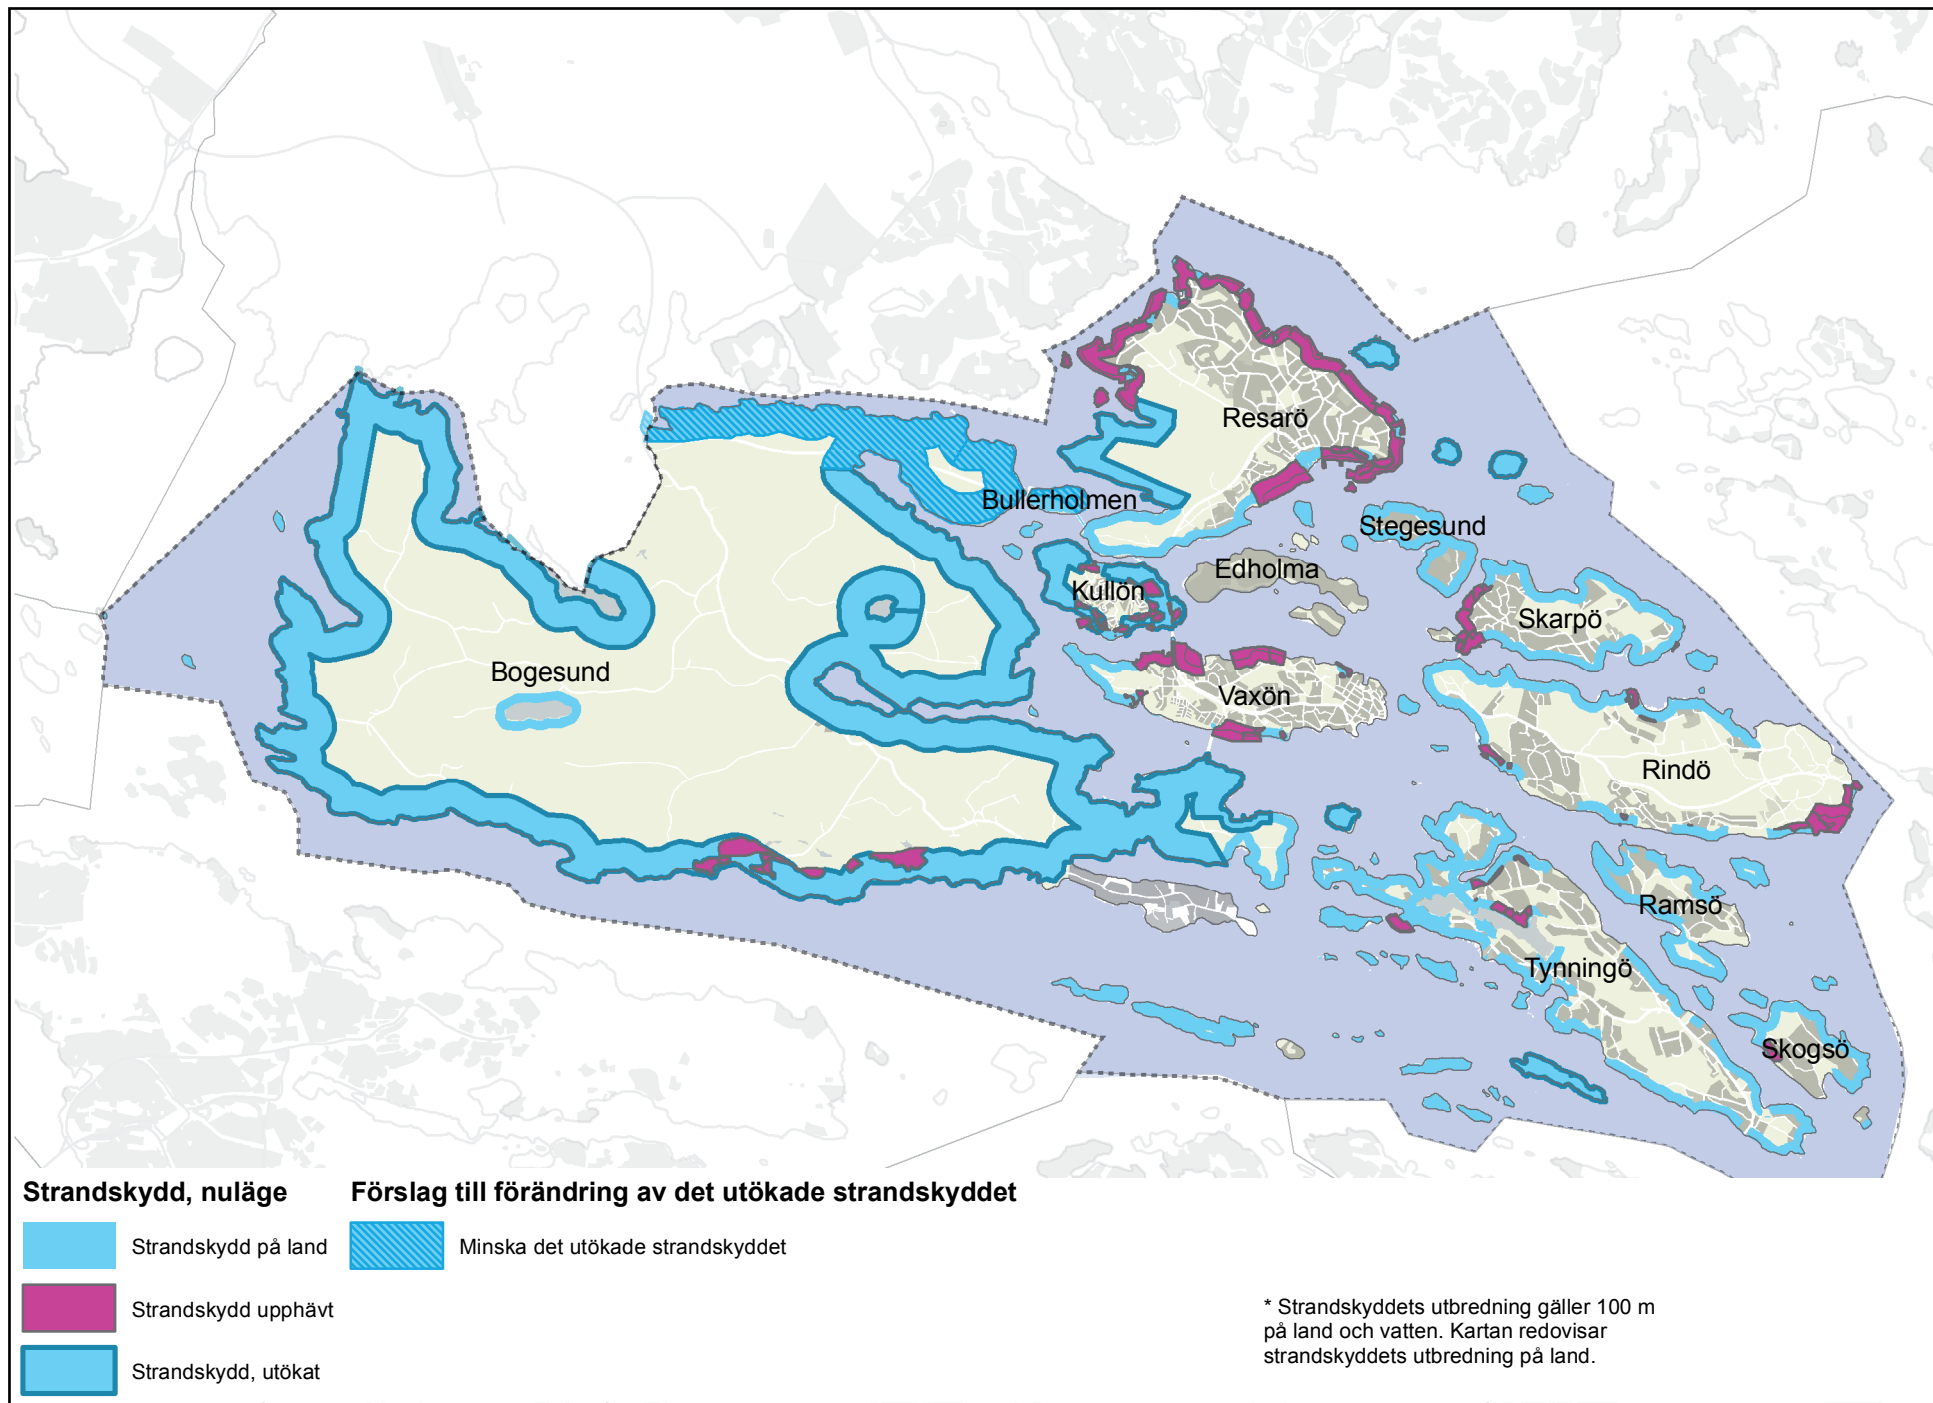 Resarö
Bullerholmen
Stegesund
Edholma
Kullön
Skarpö
Bogesund
Vaxön
Rindö
Ramsö
Tynningö
Skogsö
Strandskydd, nuläge
Förslag till förändring av det utökade strandskyddet
Strandskydd på land
Minska det utökade strandskyddet
Strandskydd upphävt
Strandskydd, utökat
* Strandskyddets utbredning gäller 100 m
på land och vatten. Kartan redovisar
strandskyddets utbredning på land.